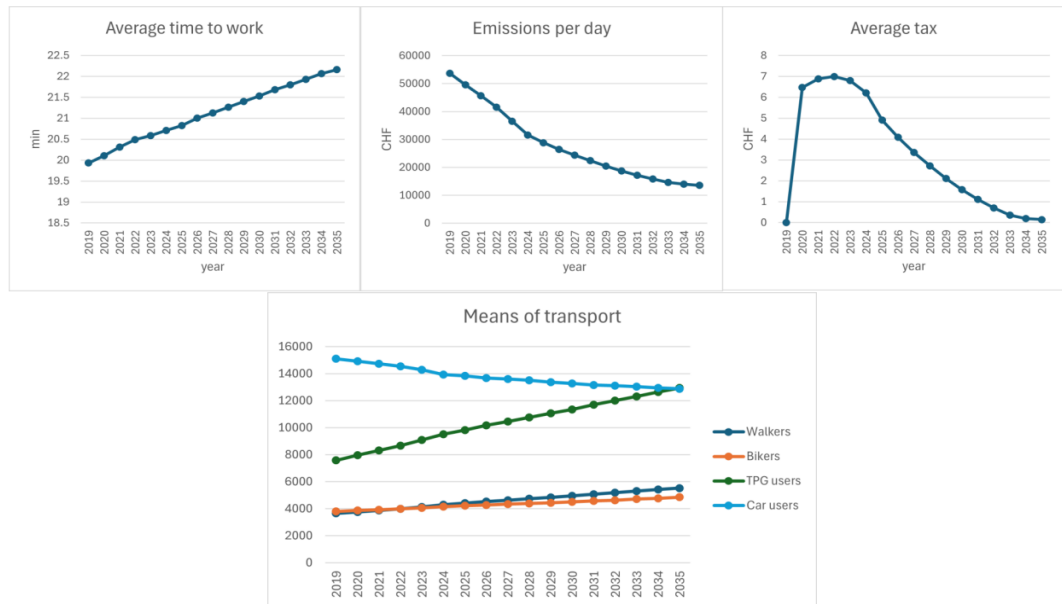 Average time to work
22.5
22
21.5
21
20.5
20
19.5
19
18.5
min
2019 2020 2021 2022 2023 2024 2025 2026 2027 2028 2029 2030 2031 2032 2033 2034 2035
year
Emissions per day
60000
50000
40000
30000
20000
10000
0
CHF
2019 2020 2021 2022 2023 2024 2025 2026 2027 2028 2029 2030 2031 2032 2033 2034 2035
year
Average tax
8
7
6
5
4
3
2
1
0
CHF
2019 2020 2021 2022 2023 2024 2025 2026 2027 2028 2029 2030 2031 2032 2033 2034 2035
year
Means of transport
16000
14000
12000
10000
8000
6000
4000
2000
0
2019 2020 2021 2022 2023 2024 2025 2026 2027 2028 2029 2030 2031 2032 2033 2034 2035
Walkers
Bikers
TPG users
Car users